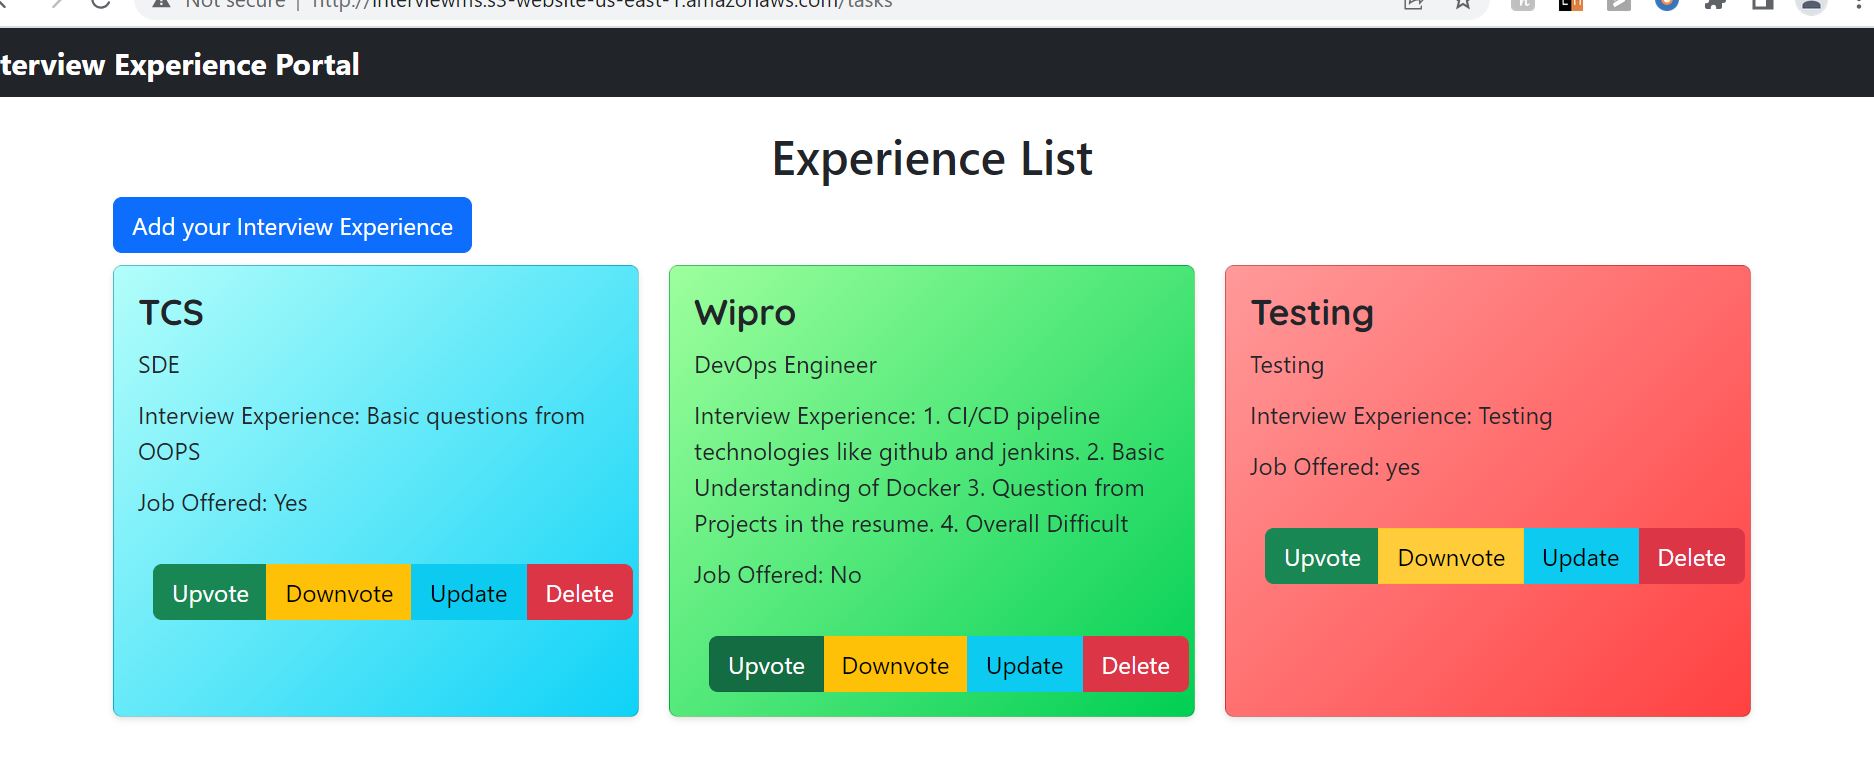 Not secure | http://interviewms.s3-website-us-east-1.amazonaws.com/tasks
terview Experience Portal
Experience List
Add your Interview Experience
TCS
SDE
Interview Experience: Basic questions from
OOPS
Job Offered: Yes
Upvote Downvote Update Delete
Wipro
DevOps Engineer
Interview Experience: 1. CI/CD pipeline
technologies like github and jenkins. 2. Basic
Understanding of Docker 3. Question from
Projects in the resume. 4. Overall Difficult
Job Offered: No
Upvote Downvote Update Delete
Testing
Testing
Interview Experience: Testing
Job Offered: yes
Upvote Downvote Update Delete